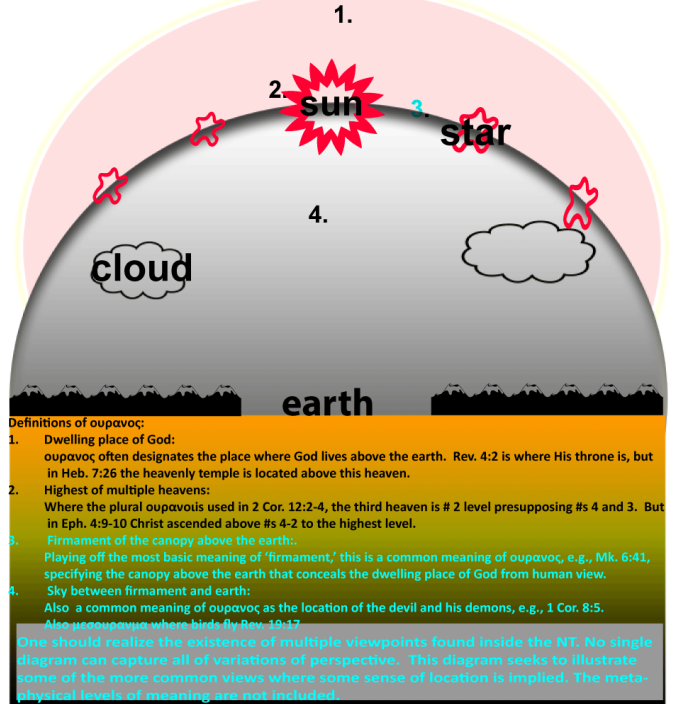 1.
2.
sun
3.
star
4.
cloud
earth
Definitions of ουρανος:
1. Dwelling place of God:
ουρανος often designates the place where God lives above the earth. Rev. 4:2 is where His throne is, but
in Heb. 7:26 the heavenly temple is located above this heaven.
2. Highest of multiple heavens:
Where the plural ουρανοιis used in 2 Cor. 12:2-4, the third heaven is # 2 level presupposing #s 4 and 3. But
in Eph. 4:9-10 Christ ascended above #s 4-2 to the highest level.
3. Firmament of the canopy above the earth:.
Playing off the most basic meaning of 'firmament,' this is a common meaning of ουρανος, e.g., Mk. 6:41,
specifying the canopy above the earth that conceals the dwelling place of God from human view.
4. Sky between firmament and earth:
Also a common meaning of ουρανος as the location of the devil and his demons, e.g., 1 Cor. 8:5.
Also μεσουρανμα where birds fly Rev. 19:17
One should realize the existence of multiple viewpoints found inside the NT. No single
diagram can capture all of variations of perspective. This diagram seeks to illustrate
some of the more common views where some sense of location is implied. The meta-
physical levels of meaning are not included.